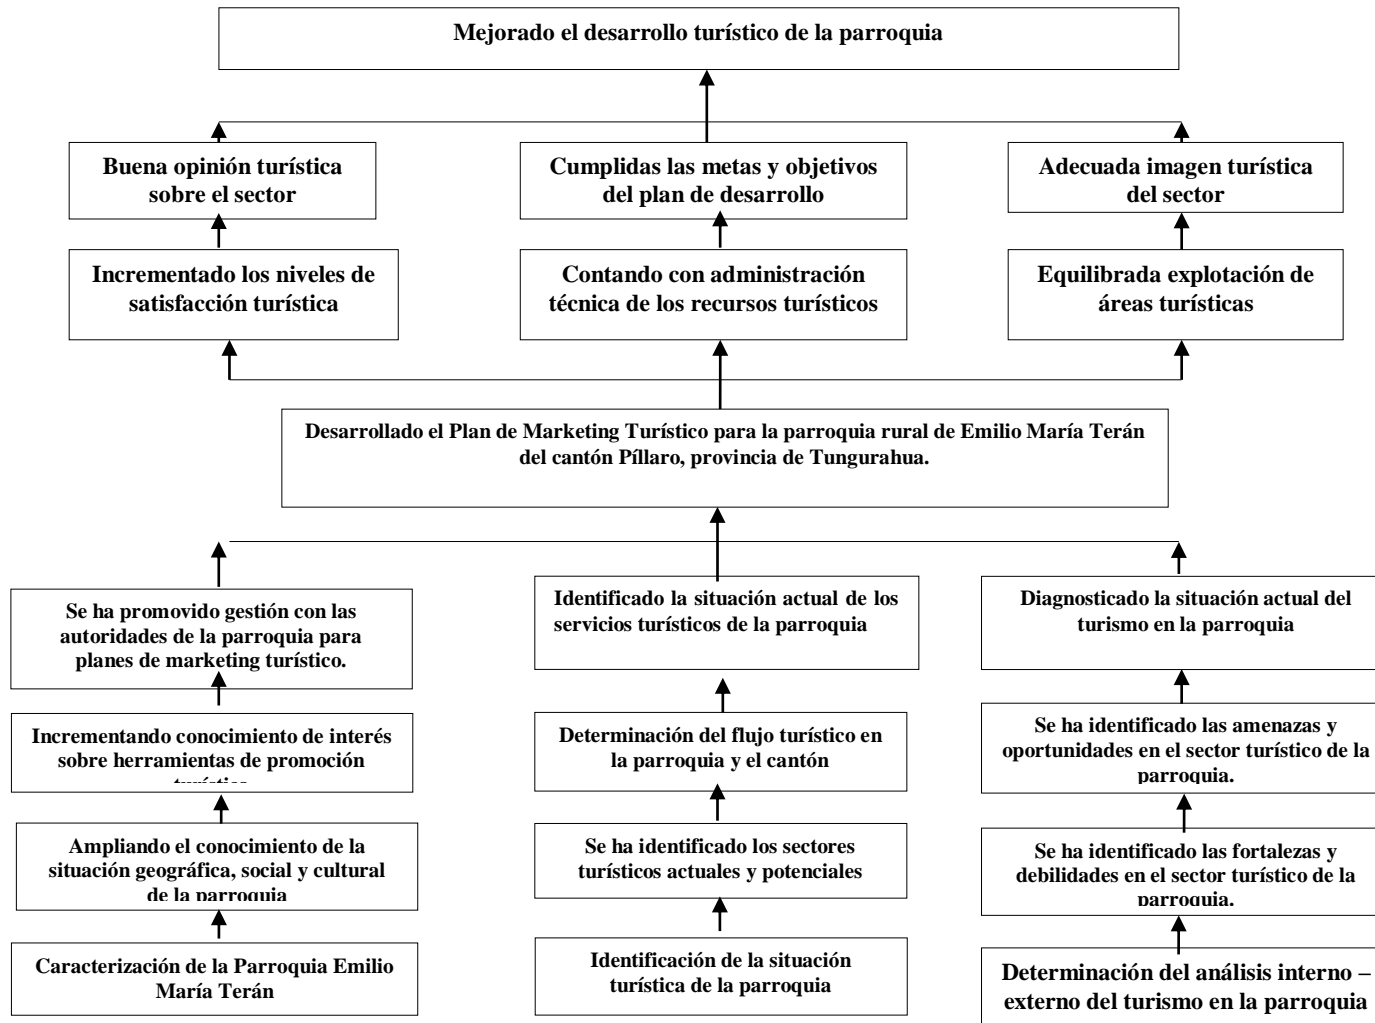 Mejorado el desarrollo turístico de la parroquia
Buena opinión turística
sobre el sector
Cumplidas las metas y objetivos
del plan de desarrollo
Adecuada imagen turística
del sector
Incrementado los niveles de
satisfacción turística
Contando con administración
técnica de los recursos turísticos
Equilibrada explotación de
áreas turísticas
Desarrollado el Plan de Marketing Turístico para la parroquia rural de Emilio María Terán
del cantón Píllaro, provincia de Tungurahua.
Se ha promovido gestión con las
autoridades de la parroquia para
planes de marketing turístico.
Identificado la situación actual de los
servicios turísticos de la parroquia
Diagnosticado la situación actual del
turismo en la parroquia
Incrementando conocimiento de interés
sobre herramientas de promoción
Determinación del flujo turístico en
la parroquia y el cantón
Se ha identificado las amenazas y
oportunidades en el sector turístico de la
parroquia.
Ampliando el conocimiento de la
situación geográfica, social y cultural
de la parroquia
Se ha identificado los sectores
turísticos actuales y potenciales
Se ha identificado las fortalezas y
debilidades en el sector turístico de la
parroquia.
Caracterización de la Parroquia Emilio
María Terán
Identificación de la situación
turística de la parroquia
Determinación del análisis interno –
externo del turismo en la parroquia